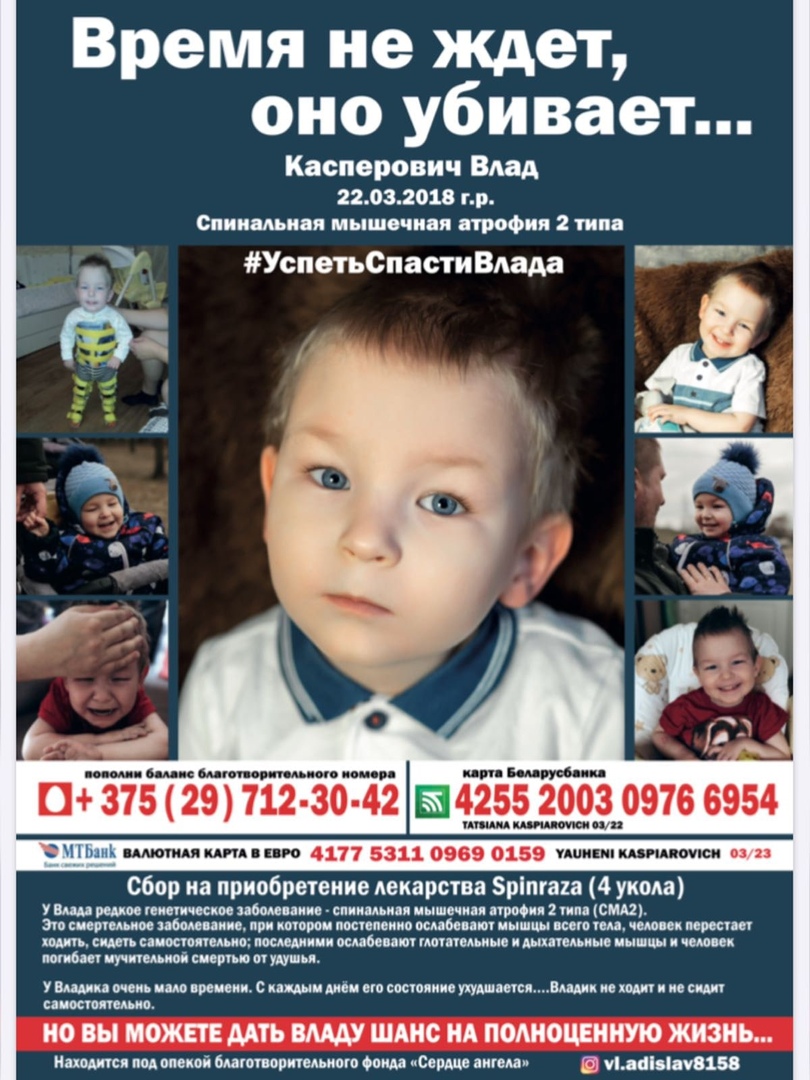 Время не ждет,
оно убивает...
Касперович Влад
22.03.2018 г.р.
Спинальная мышечная атрофия 2 типа
#УспетьСпастиВлада
пополни баланс благотворительного номера
+ 375 ( 29 ) 712-30-42
карта Беларусбанка
4255 2003 0976 6954
TATSIANA KASPIAROVICH 03/22
МТБанк
Банк свежих решений
ВАЛЮТНАЯ КАРТА В ЕВРО 4177 5311 0969 0159 YAUHENI KASPIAROVICH 03/23
Сбор на приобретение лекарства Spinraza (4 укола)
У Влада редкое генетическое заболевание - спинальная мышечная атрофия 2 типа (СМА2).
Это смертельное заболевание, при котором постепенно ослабевают мышцы всего тела, человек перестает
ходить, сидеть самостоятельно; последними ослабевают глотательные и дыхательные мышцы и человек
погибает мучительной смертью от удушья.
У Владика очень мало времени. С каждым днём его состояние ухудшается....Владик не ходит и не сидит
самостоятельно.
НО ВЫ МОЖЕТЕ ДАТЬ ВЛАДУ ШАНС НА ПОЛНОЦЕННУЮ ЖИЗНЬ...
Находится под опекой благотворительного фонда «Сердце ангела»
vl.adislav8158